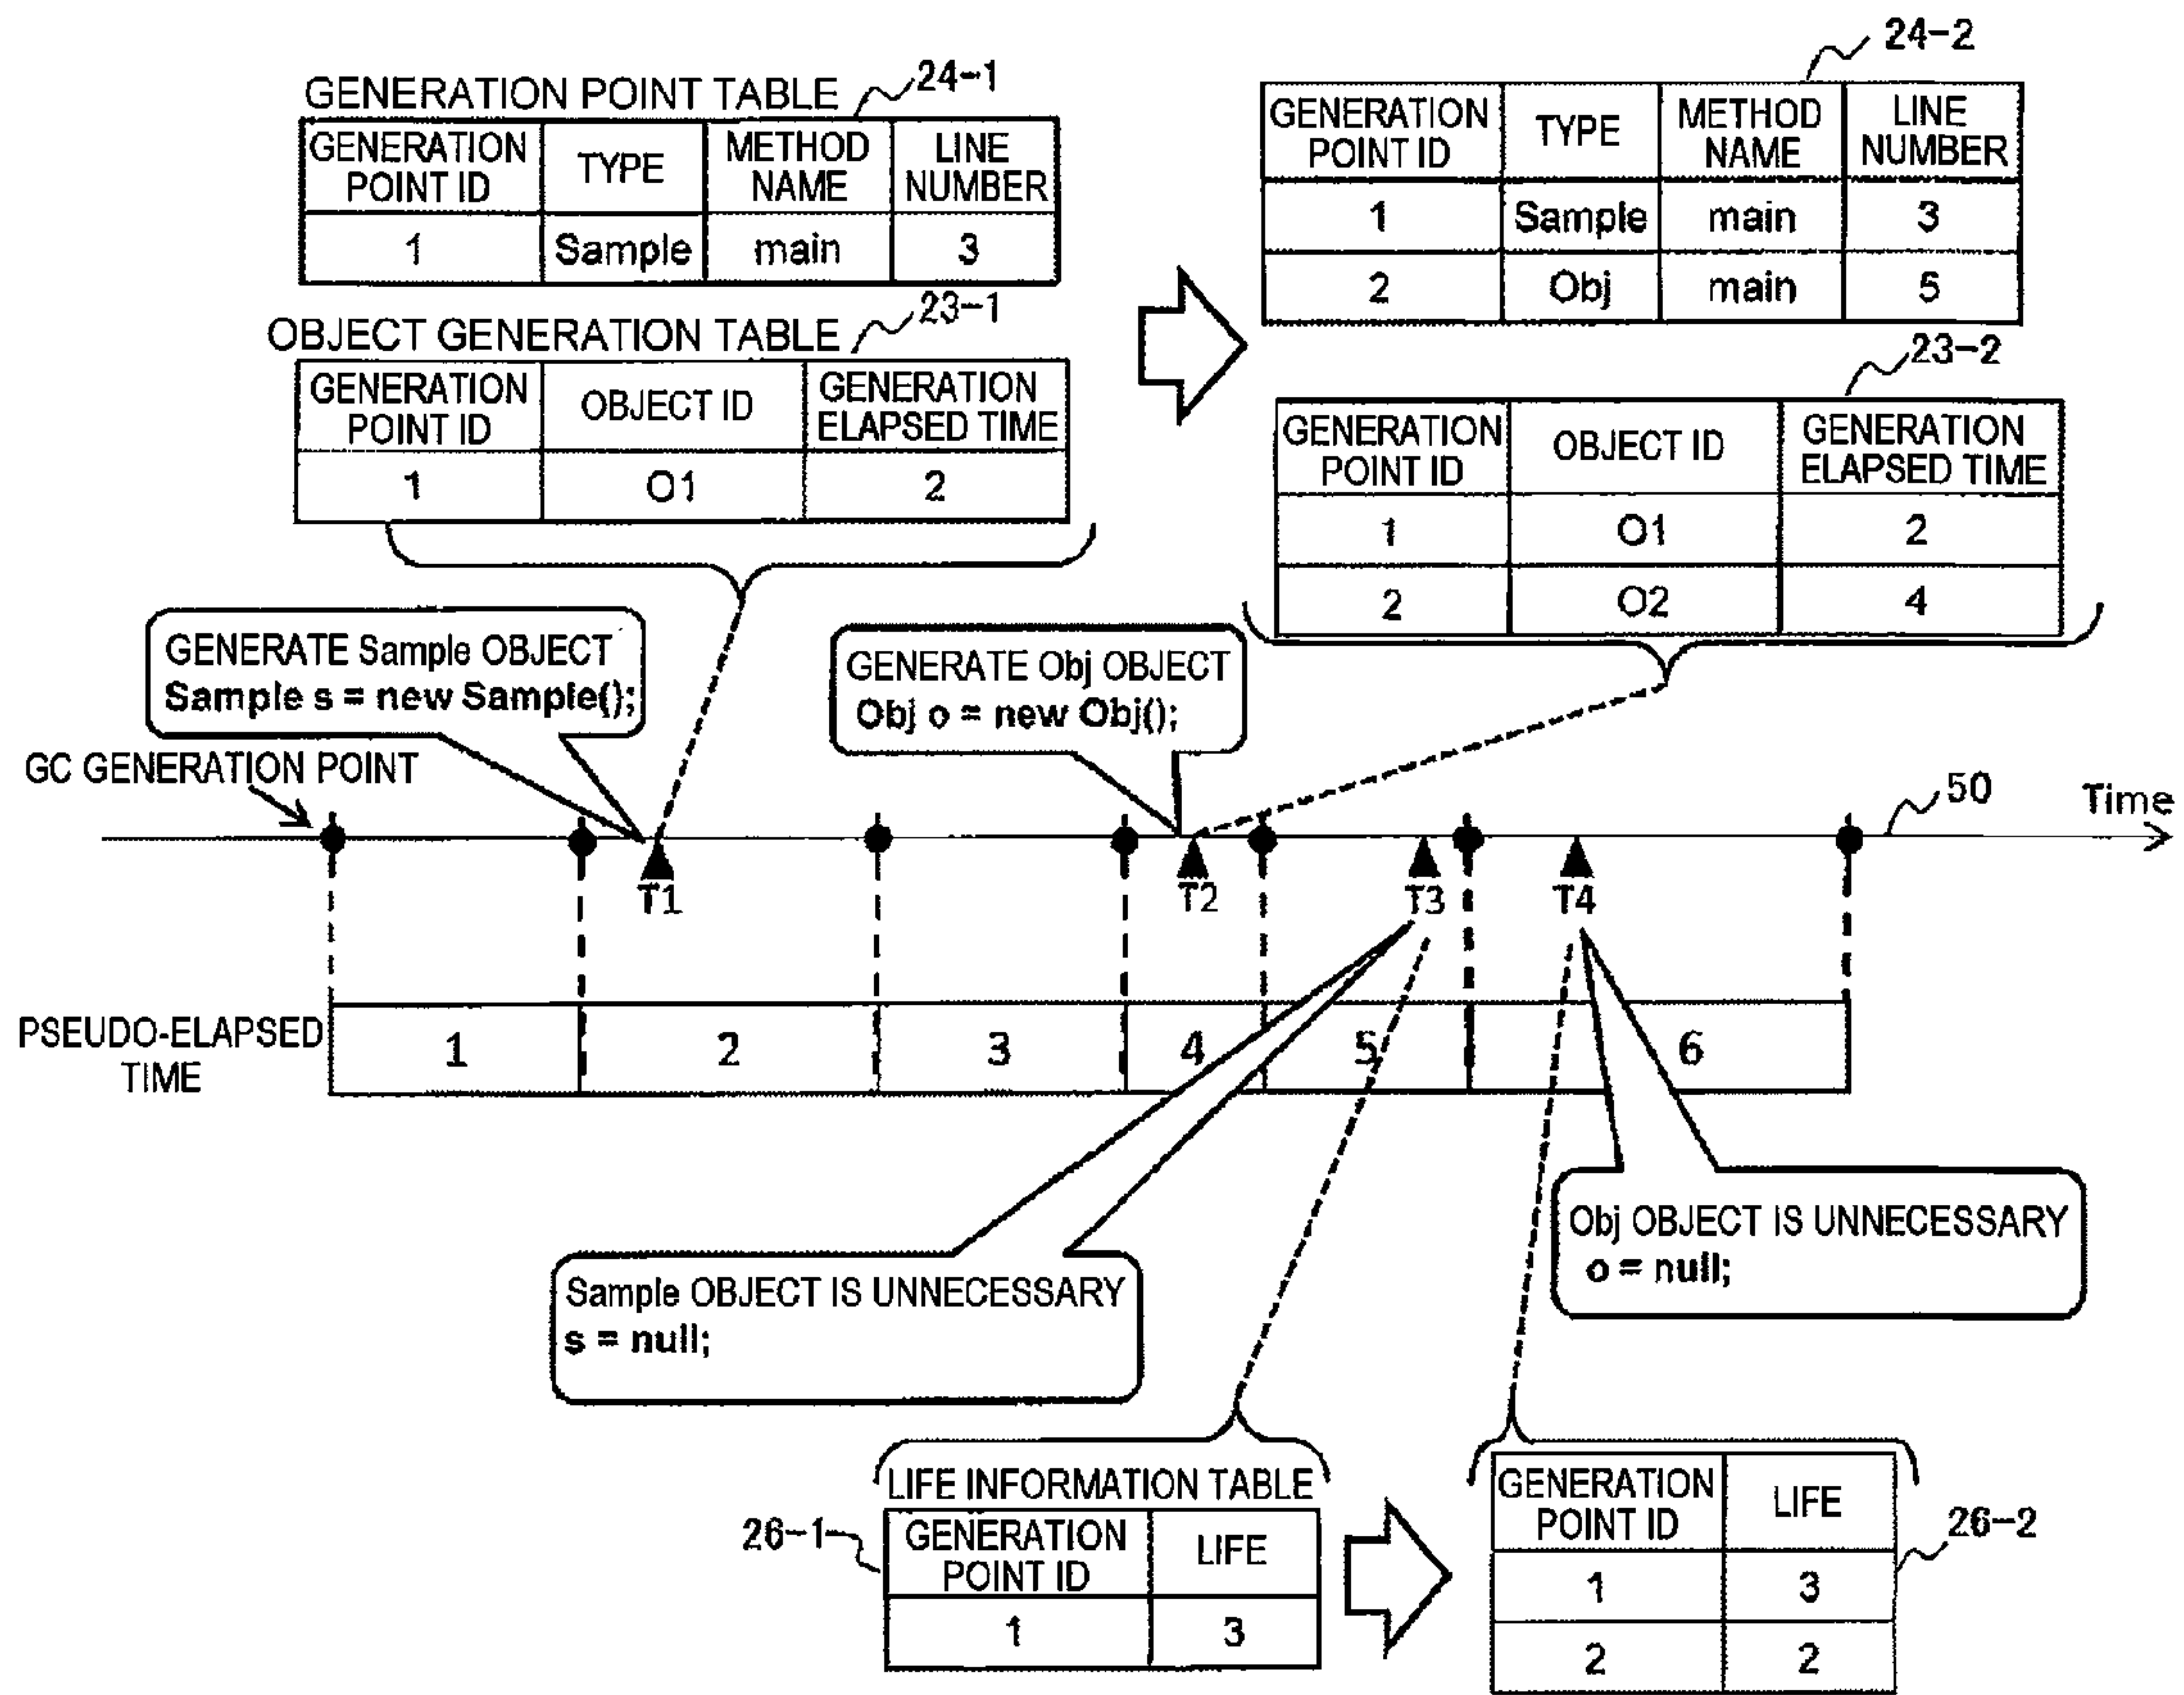 24-1
GENERATION POINT TABLE
GENERATION POINT ID | TYPE | METHOD NAME | LINE NUMBER
1 | Sample | main | 3
24-2
GENERATION POINT ID | TYPE | METHOD NAME | LINE NUMBER
1 | Sample | main | 3
2 | Obj | main | 5
23-1
OBJECT GENERATION TABLE
GENERATION POINT ID | OBJECT ID | GENERATION ELAPSED TIME
1 | O1 | 2
23-2
GENERATION POINT ID | OBJECT ID | GENERATION ELAPSED TIME
1 | O1 | 2
2 | O2 | 4
GENERATE Sample OBJECT
Sample s = new Sample();
GENERATE Obj OBJECT
Obj o = new Obj();
GC GENERATION POINT
50
Time
T1
T2
T3
T4
PSEUDO-ELAPSED
TIME
1 2 3 4 5 6
Sample OBJECT IS UNNECESSARY
s = null;
Obj OBJECT IS UNNECESSARY
o = null;
LIFE INFORMATION TABLE
26-1
GENERATION POINT ID | LIFE
1 | 3
26-2
GENERATION POINT ID | LIFE
1 | 3
2 | 2